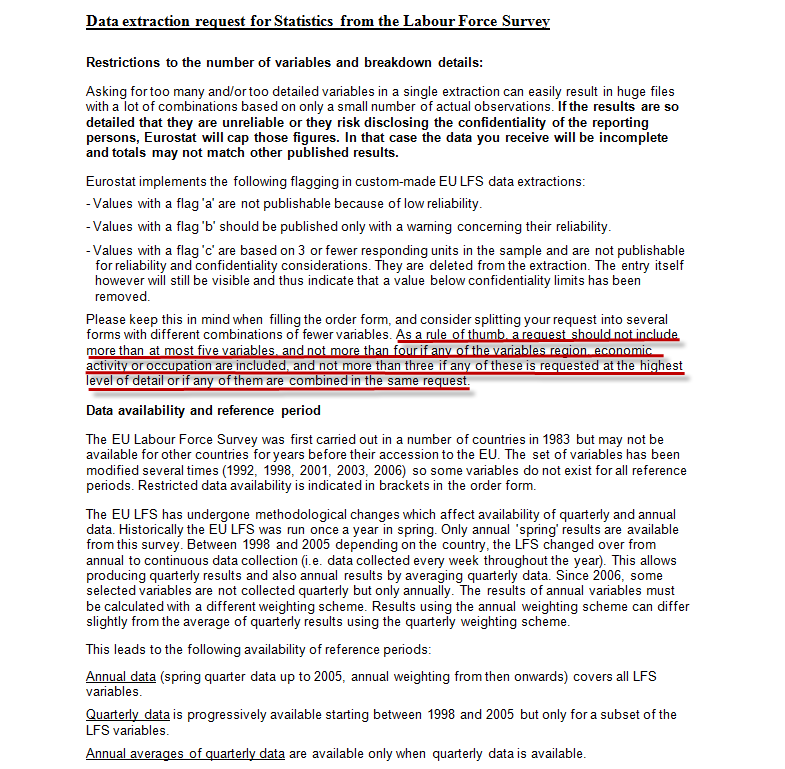 Data extraction request for Statistics from the Labour Force Survey
Restrictions to the number of variables and breakdown details:
Asking for too many and/or too detailed variables in a single extraction can easily result in huge files
with a lot of combinations based on only a small number of actual observations. If the results are so
detailed that they are unreliable or they risk disclosing the confidentiality of the reporting
persons, Eurostat will cap those figures. In that case the data you receive will be incomplete
and totals may not match other published results.
Eurostat implements the following flagging in custom-made EU LFS data extractions:
- Values with a flag 'a' are not publishable because of low reliability.
- Values with a flag 'b' should be published only with a warning concerning their reliability.
- Values with a flag 'c' are based on 3 or fewer responding units in the sample and are not publishable
for reliability and confidentiality considerations. They are deleted from the extraction. The entry itself
however will still be visible and thus indicate that a value below confidentiality limits has been
removed.
Please keep this in mind when filling the order form, and consider splitting your request into several
forms with different combinations of fewer variables. As a rule of thumb, a request should not include
more than at most five variables, and not more than four if any of the variables region, economic
activity or occupation are included, and not more than three if any of these is requested at the highest
level of detail or if any of them are combined in the same request.
Data availability and reference period
The EU Labour Force Survey was first carried out in a number of countries in 1983 but may not be
available for other countries for years before their accession to the EU. The set of variables has been
modified several times (1992, 1998, 2001, 2003, 2006) so some variables do not exist for all reference
periods. Restricted data availability is indicated in brackets in the order form.
The EU LFS has undergone methodological changes which affect availability of quarterly and annual
data. Historically the EU LFS was run once a year in spring. Only annual 'spring' results are available
from this survey. Between 1998 and 2005 depending on the country, the LFS changed over from
annual to continuous data collection (i.e. data collected every week throughout the year). This allows
producing quarterly results and also annual results by averaging quarterly data. Since 2006, some
selected variables are not collected quarterly but only annually. The results of annual variables must
be calculated with a different weighting scheme. Results using the annual weighting scheme can differ
slightly from the average of quarterly results using the quarterly weighting scheme.
This leads to the following availability of reference periods:
Annual data (spring quarter data up to 2005, annual weighting from then onwards) covers all LFS
variables.
Quarterly data is progressively available starting between 1998 and 2005 but only for a subset of the
LFS variables.
Annual averages of quarterly data are available only when quarterly data is available.